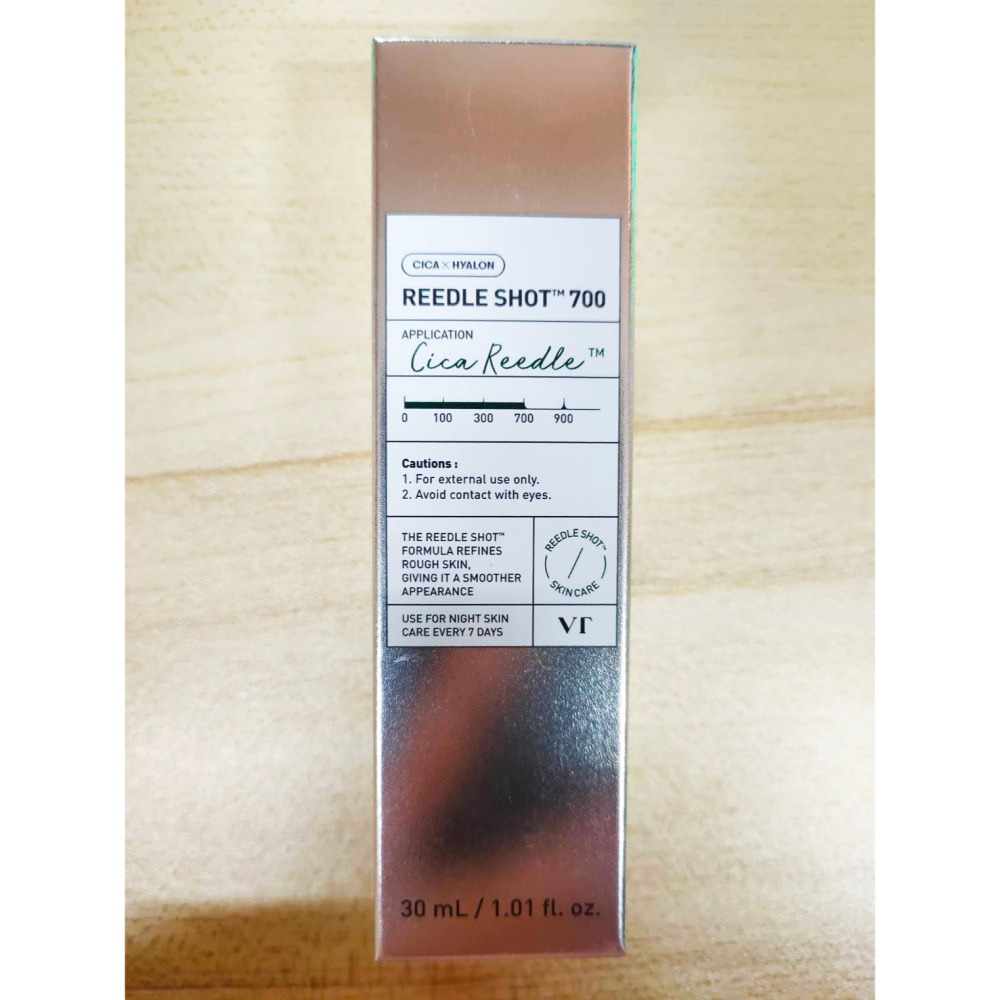 CICA × HYALON
REEDLE SHOT™ 700
APPLICATION
Cica Reedle™
0 100 300 700 900
Cautions :
1. For external use only.
2. Avoid contact with eyes.
THE REEDLE SHOT™
FORMULA REFINES
ROUGH SKIN,
GIVING IT A SMOOTHER
APPEARANCE
REEDLE SHOT™
SKIN CARE
USE FOR NIGHT SKIN
CARE EVERY 7 DAYS
VT
30 mL / 1.01 fl. oz.